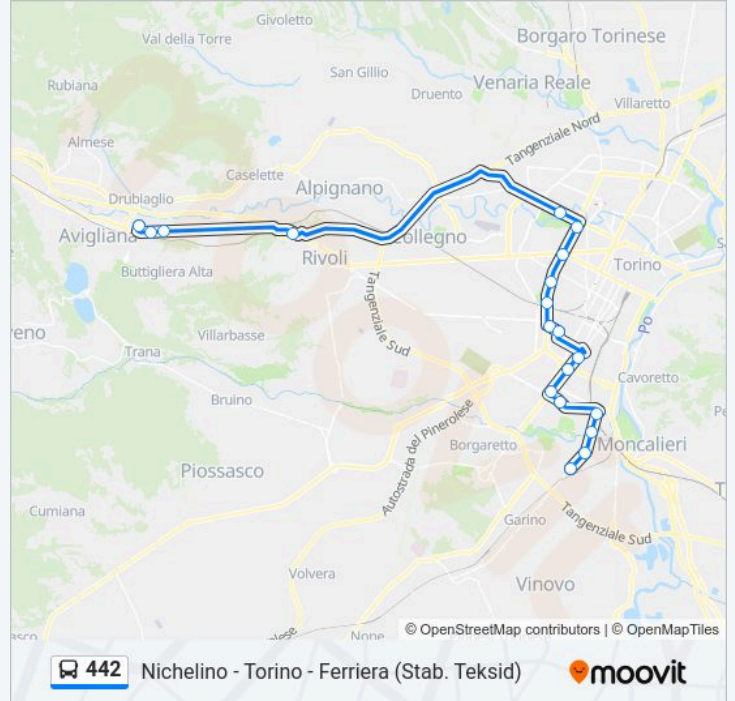 Givoletto
Val della Torre
Borgaro Torinese
San Gillio
Venaria Reale
Rubiana
Druento
Villaretto
Tangenziale Nord
Almese
Caselette
Alpignano
Drubiaglio
Avigliana
Collegno
Rivoli
Torino
Buttigliera Alta
Tangenziale Sud
Po
Villarbasse
Trana
Cavoretto
Bruino
Autostrada del Pinerolese
Borgaretto
Moncalieri
Piossasco
Cumiana
Garino
Tangenziale Sud
Volvera
Vinovo
None
© OpenStreetMap contributors | © OpenMapTiles
442 Nichelino - Torino - Ferriera (Stab. Teksid) moovit